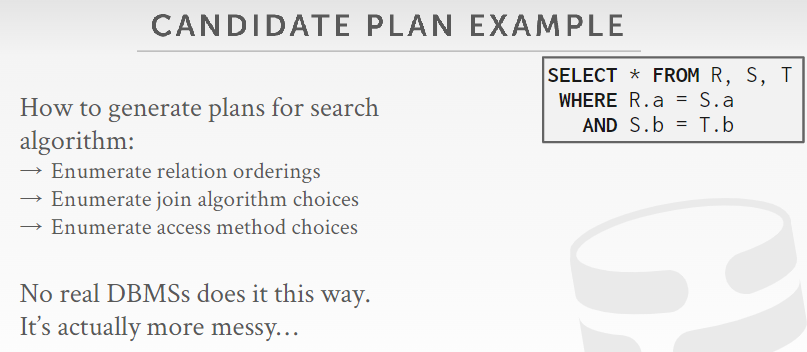 CANDIDATE PLAN EXAMPLE
SELECT * FROM R, S, T
WHERE R.a = S.a
AND S.b = T.b
How to generate plans for search
algorithm:
→ Enumerate relation orderings
→ Enumerate join algorithm choices
→ Enumerate access method choices
No real DBMSs does it this way.
It's actually more messy…